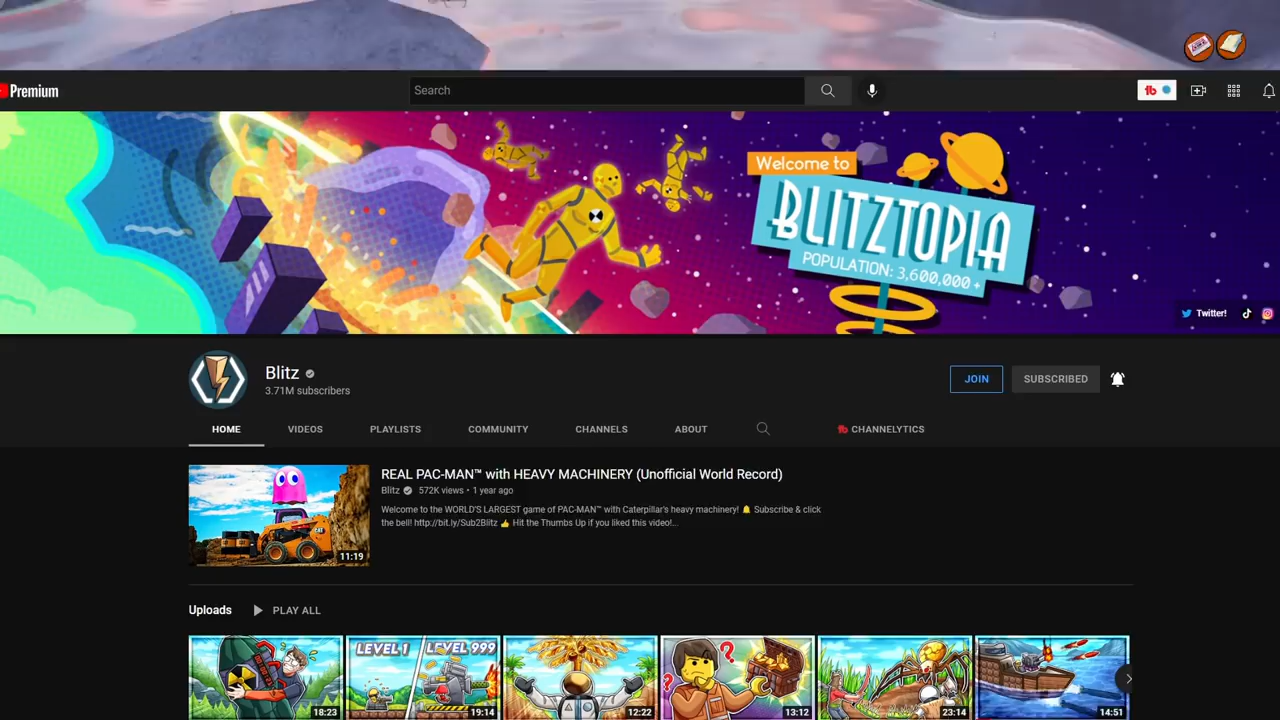 Premium
Search
Welcome to
BLITZTOPIA
POPULATION: 3,600,000 +
Twitter!
Blitz
3.71M subscribers
JOIN
SUBSCRIBED
HOME
VIDEOS
PLAYLISTS
COMMUNITY
CHANNELS
ABOUT
CHANNELYTICS
REAL PAC-MAN™ with HEAVY MACHINERY (Unofficial World Record)
Blitz 572K views • 1 year ago
Welcome to the WORLD'S LARGEST game of PAC-MAN™ with Caterpillar's heavy machinery! 🔔 Subscribe & click
the bell! http://bit.ly/Sub2Blitz 👍 Hit the Thumbs Up if you liked this video!...
CAT
11:19
Uploads
PLAY ALL
LEVEL 1
LEVEL 999
18:23
19:14
12:22
13:12
23:14
14:51